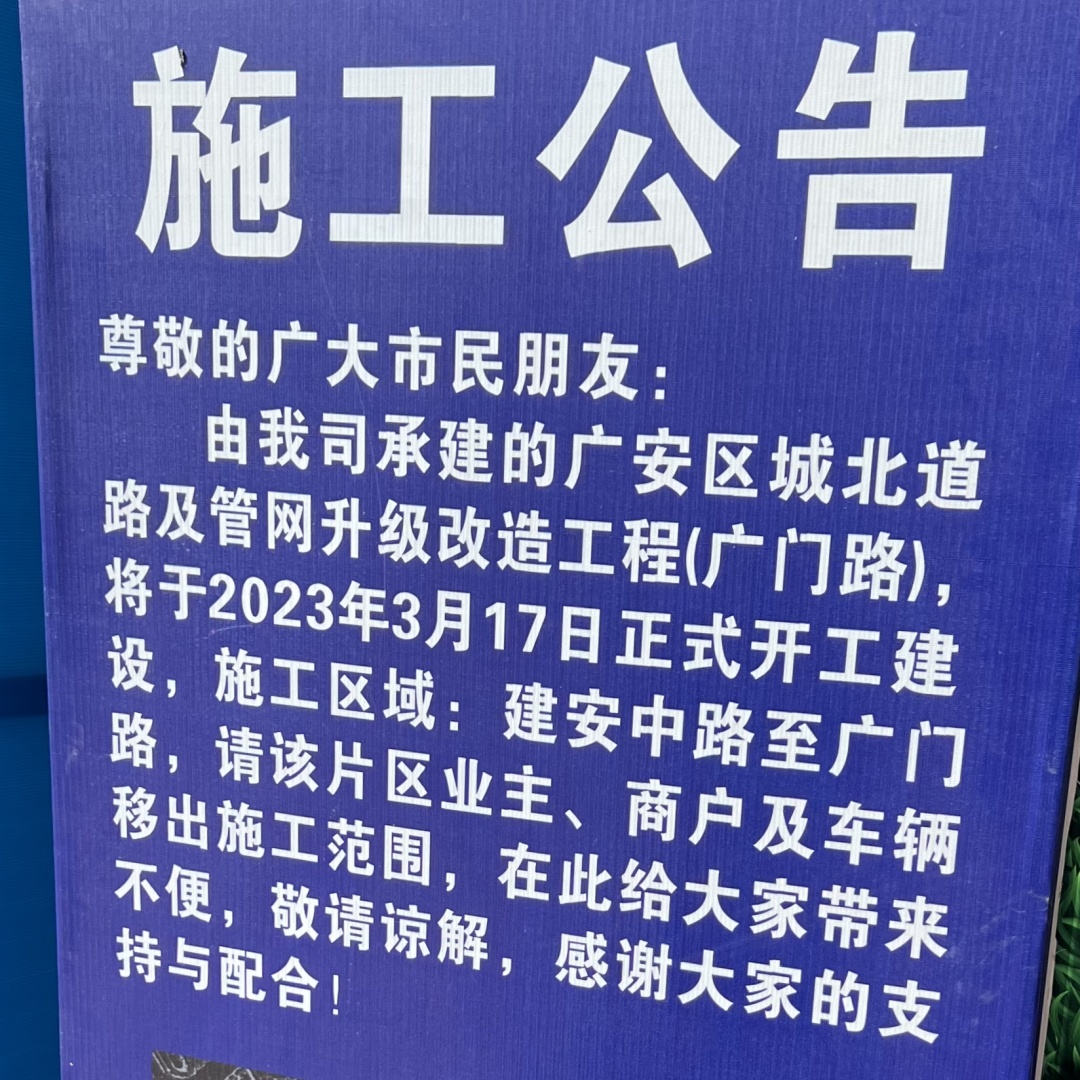 施工公告
尊敬的广大市民朋友：
由我司承建的广安区城北道
路及管网升级改造工程(广门路)，
将于2023年3月17日正式开工建
设，施工区域：建安中路至广门
路，请该片区业主、商户及车辆
移出施工范围，在此给大家带来
不便，敬请谅解，感谢大家的支
持与配合！